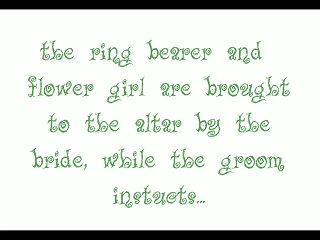 the ring bearer and
flower girl are brought
to the altar by the
bride, while the groom
instucts...